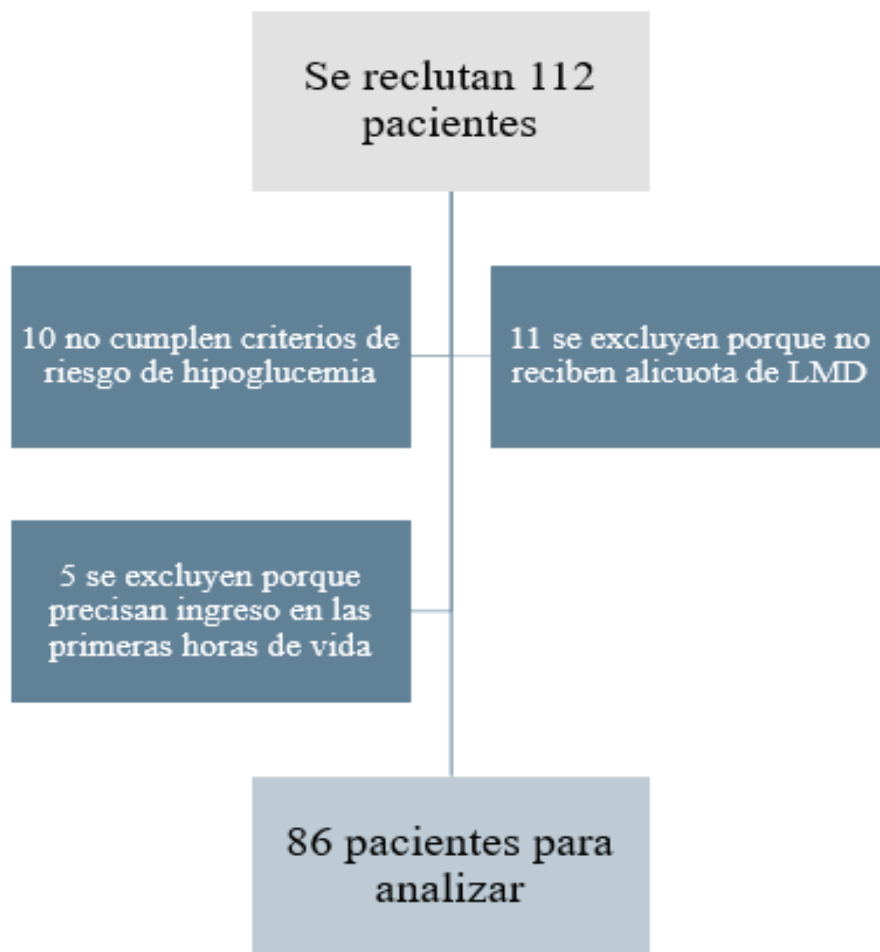 Se reclutan 112
pacientes
10 no cumplen criterios de
riesgo de hipoglucemia
11 se excluyen porque no
reciben alicuota de LMD
5 se excluyen porque
precisan ingreso en las
primeras horas de vida
86 pacientes para
analizar